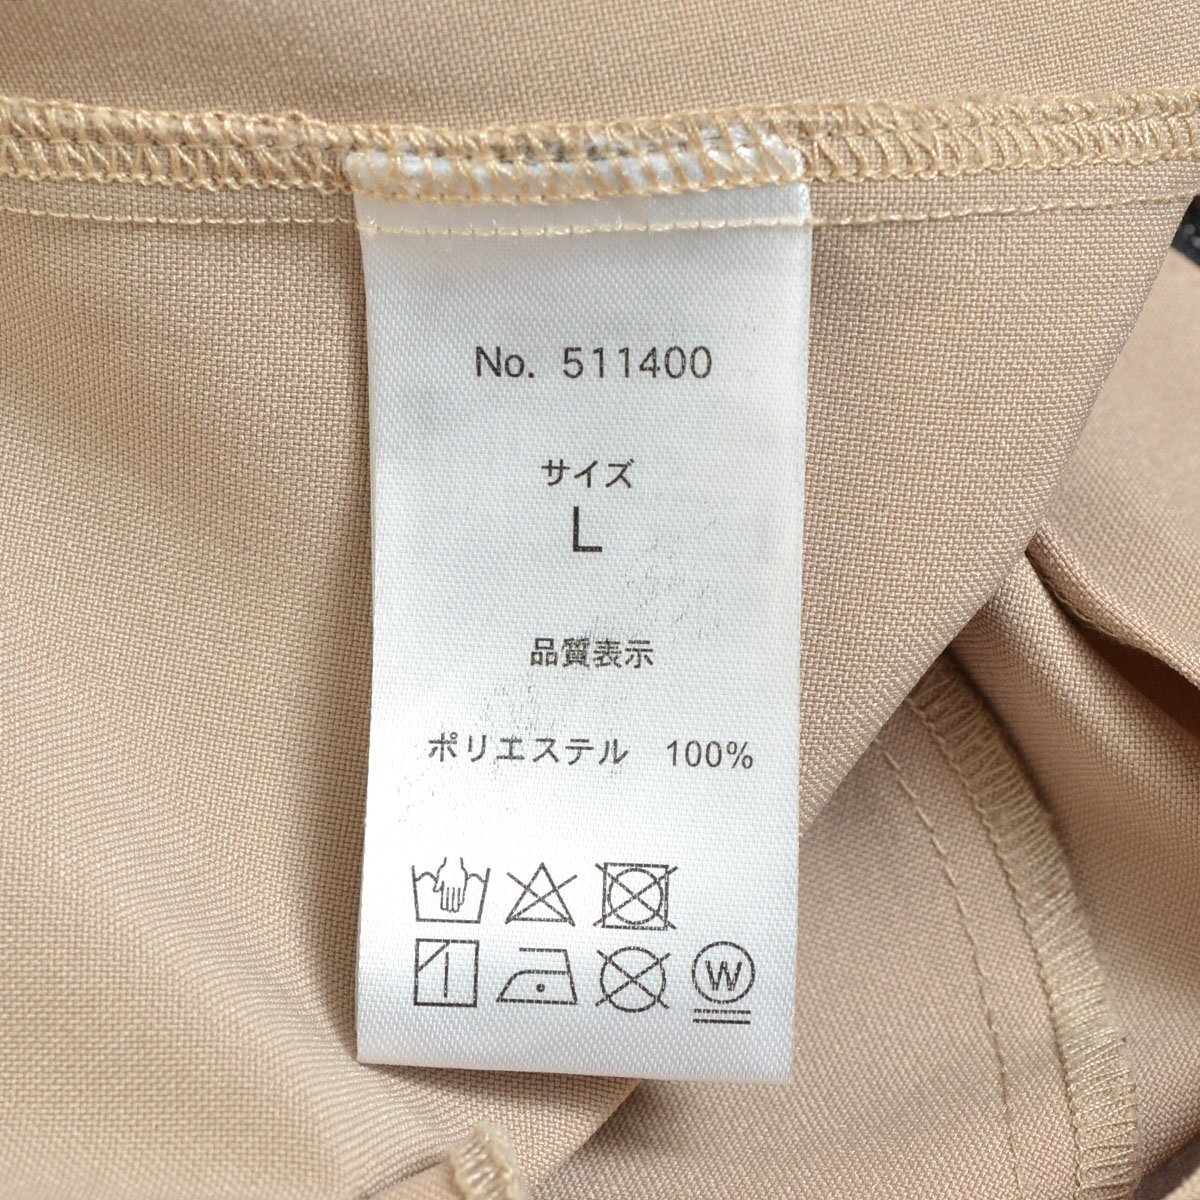 No. 511400
サイズ
L
品質表示
ポリエステル 100%
W